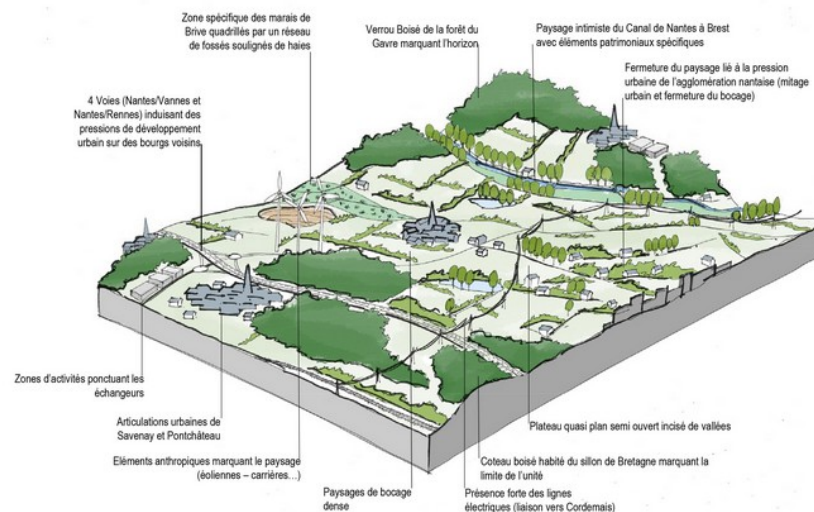 Zone spécifique des marais de
Brive quadrillés par un réseau
de fossés soulignés de haies
Verrou Boisé de la forêt du
Gavre marquant l'horizon
Paysage intimiste du Canal de Nantes à Brest
avec éléments patrimoniaux spécifiques
Fermeture du paysage lié à la pression
urbaine de l'agglomération nantaise (mitage
urbain et fermeture du bocage)
4 Voies (Nantes/Vannes et
Nantes/Rennes) induisant des
pressions de développement
urbain sur des bourgs voisins
Zones d'activités ponctuant les
échangeurs
Articulations urbaines de
Savenay et Pontchâteau
Eléments anthropiques marquant le paysage
(éoliennes – carrières…)
Paysages de bocage
dense
Plateau quasi plan semi ouvert incisé de vallées
Coteau boisé habité du sillon de Bretagne marquant la
limite de l'unité
Présence forte des lignes
électriques (liaison vers Cordemais)